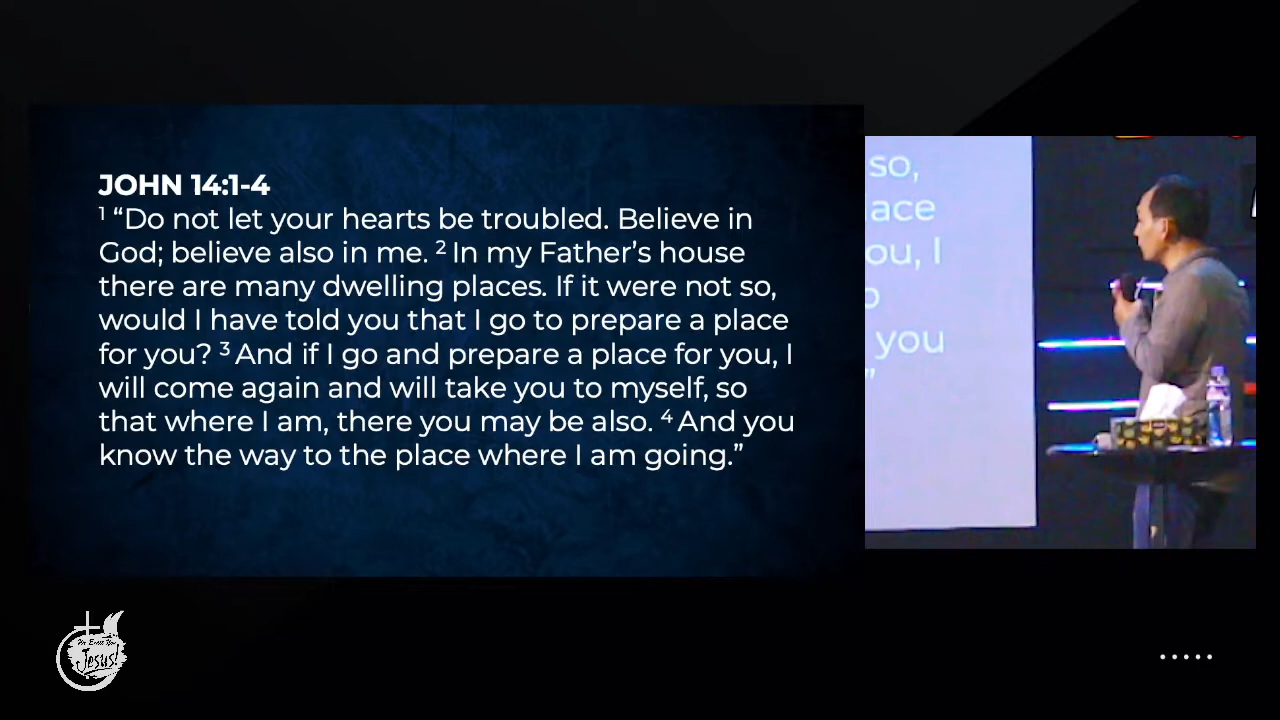 JOHN 14:1-4
¹ “Do not let your hearts be troubled. Believe in
God; believe also in me. ² In my Father’s house
there are many dwelling places. If it were not so,
would I have told you that I go to prepare a place
for you? ³ And if I go and prepare a place for you, I
will come again and will take you to myself, so
that where I am, there you may be also. ⁴ And you
know the way to the place where I am going.”
so,
ace
ou, I
o
you
”
We Bless You
Jesus!